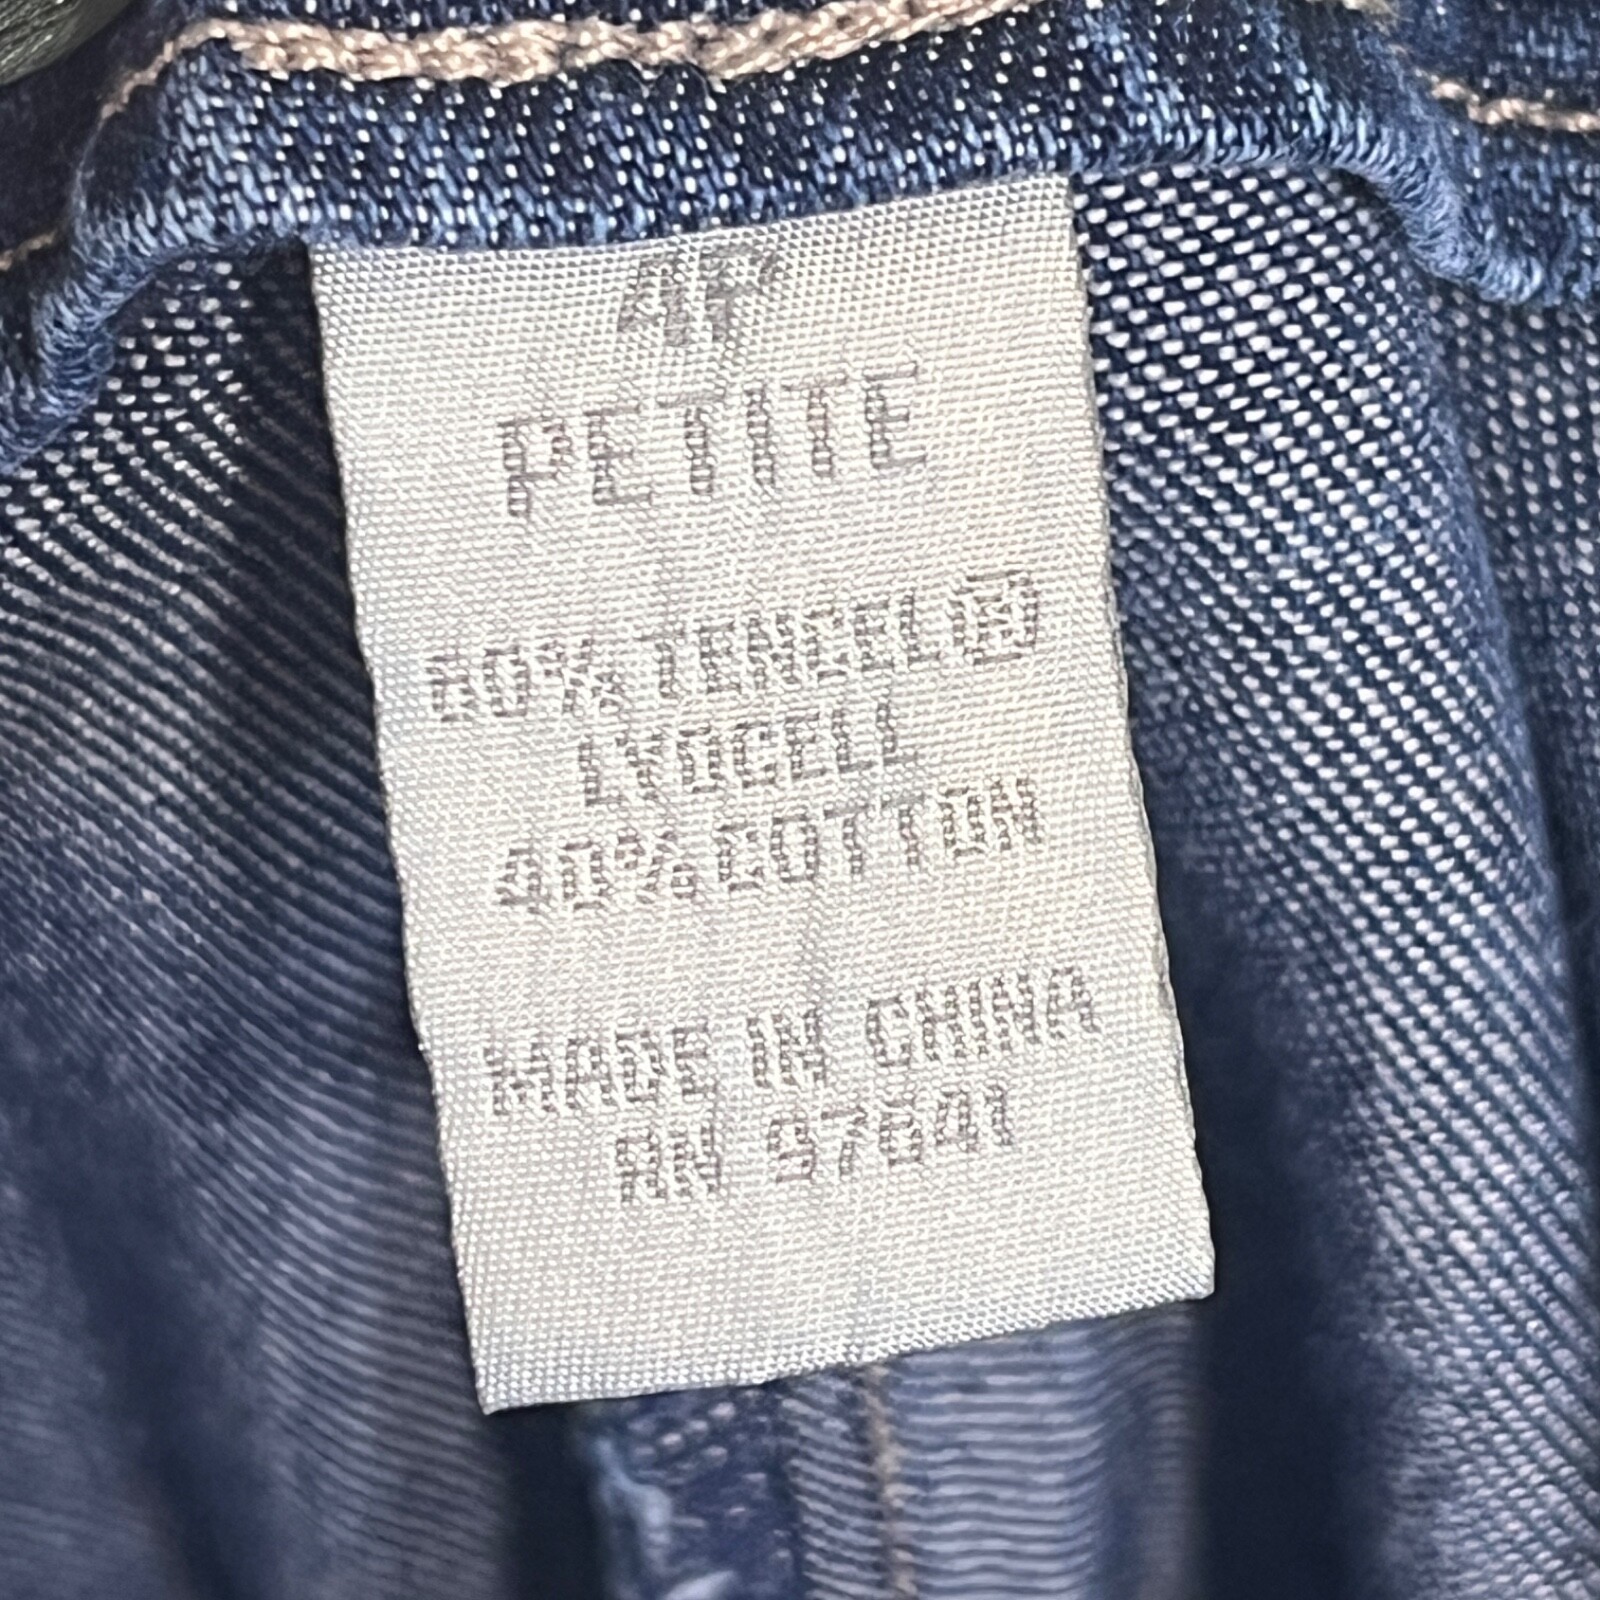 4P
PETITE
60% TENCEL®
LYOCELL
40% COTTON
MADE IN CHINA
RN 97641